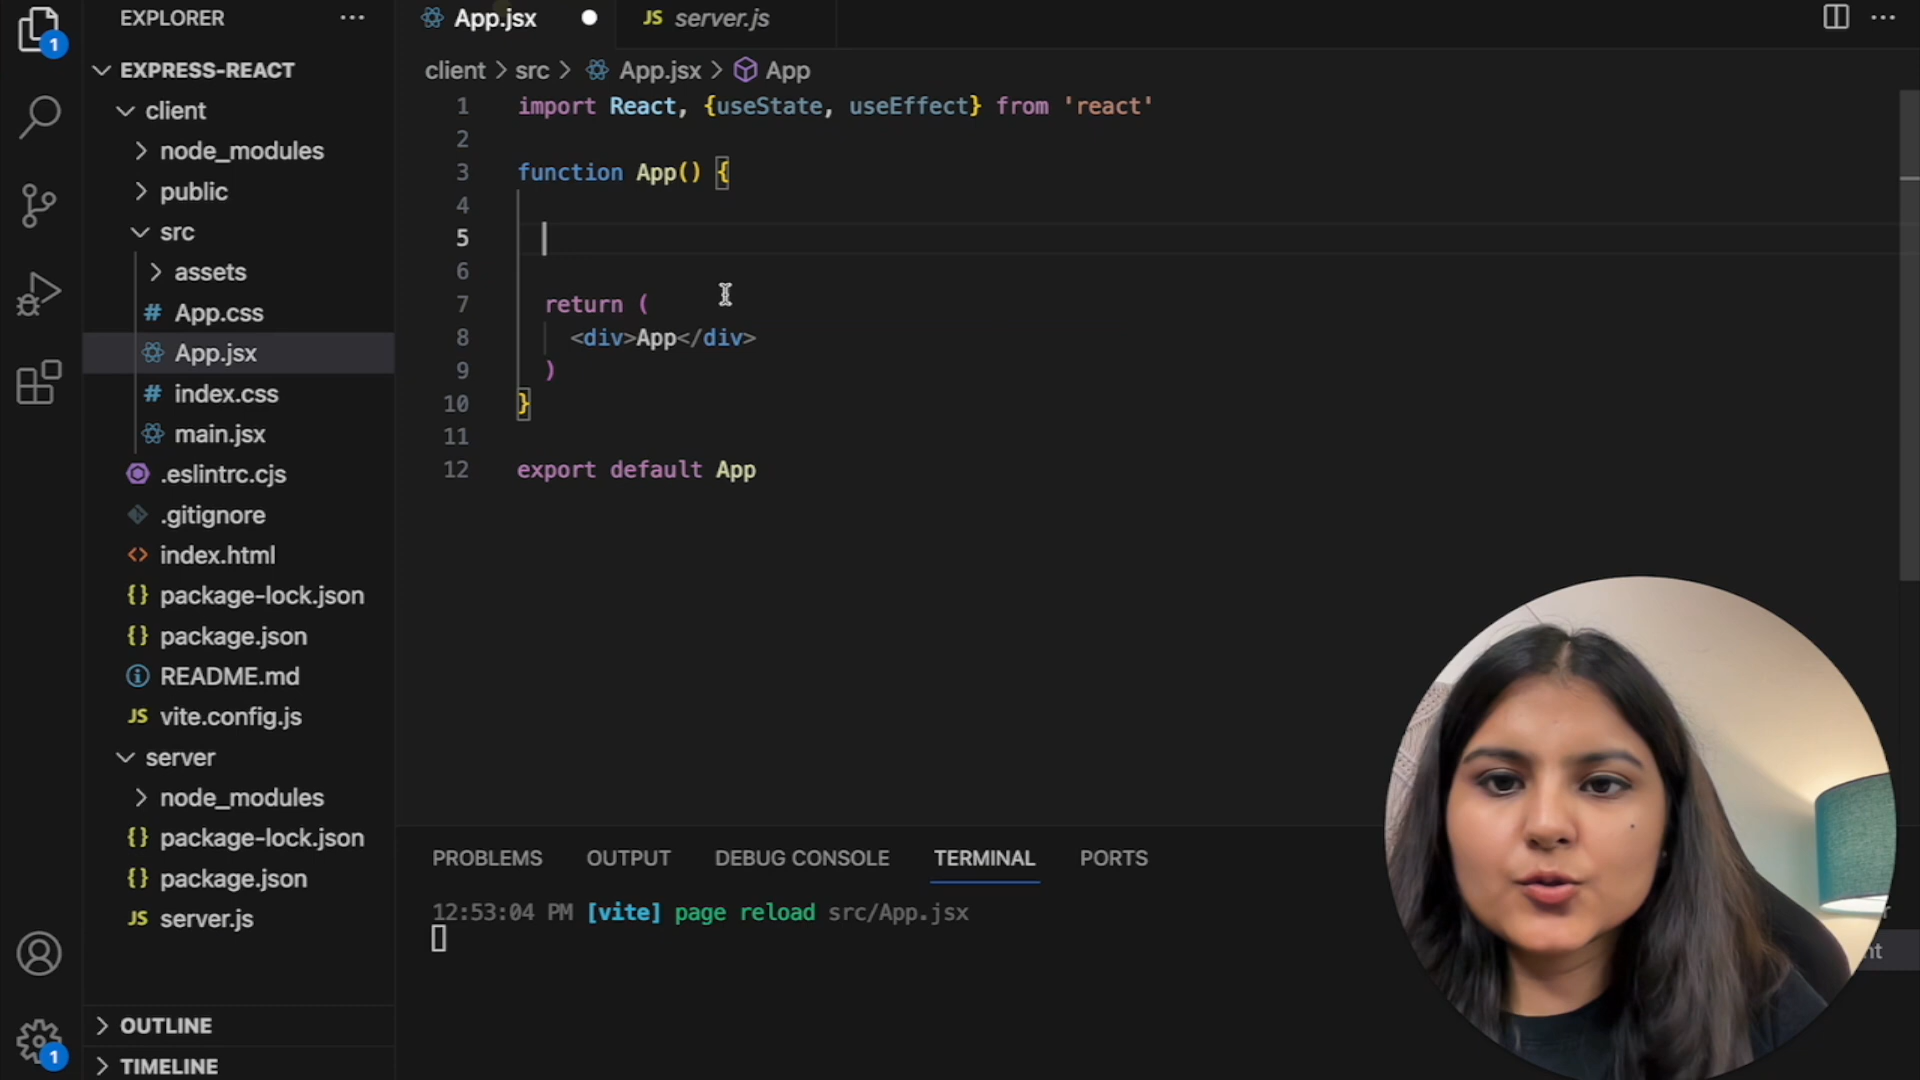 EXPLORER
1
EXPRESS-REACT
client
node_modules
public
src
assets
App.css
App.jsx
index.css
main.jsx
.eslintrc.cjs
.gitignore
index.html
package-lock.json
package.json
README.md
JS vite.config.js
server
node_modules
package-lock.json
package.json
JS server.js
OUTLINE
TIMELINE
1
App.jsx
JS server.js
client > src > App.jsx > App
1 import React, {useState, useEffect} from 'react'
2
3 function App() {
4
5
6
7 return (
8 <div>App</div>
9 )
10 }
11
12 export default App
PROBLEMS OUTPUT DEBUG CONSOLE TERMINAL PORTS
12:53:04 PM [vite] page reload src/App.jsx